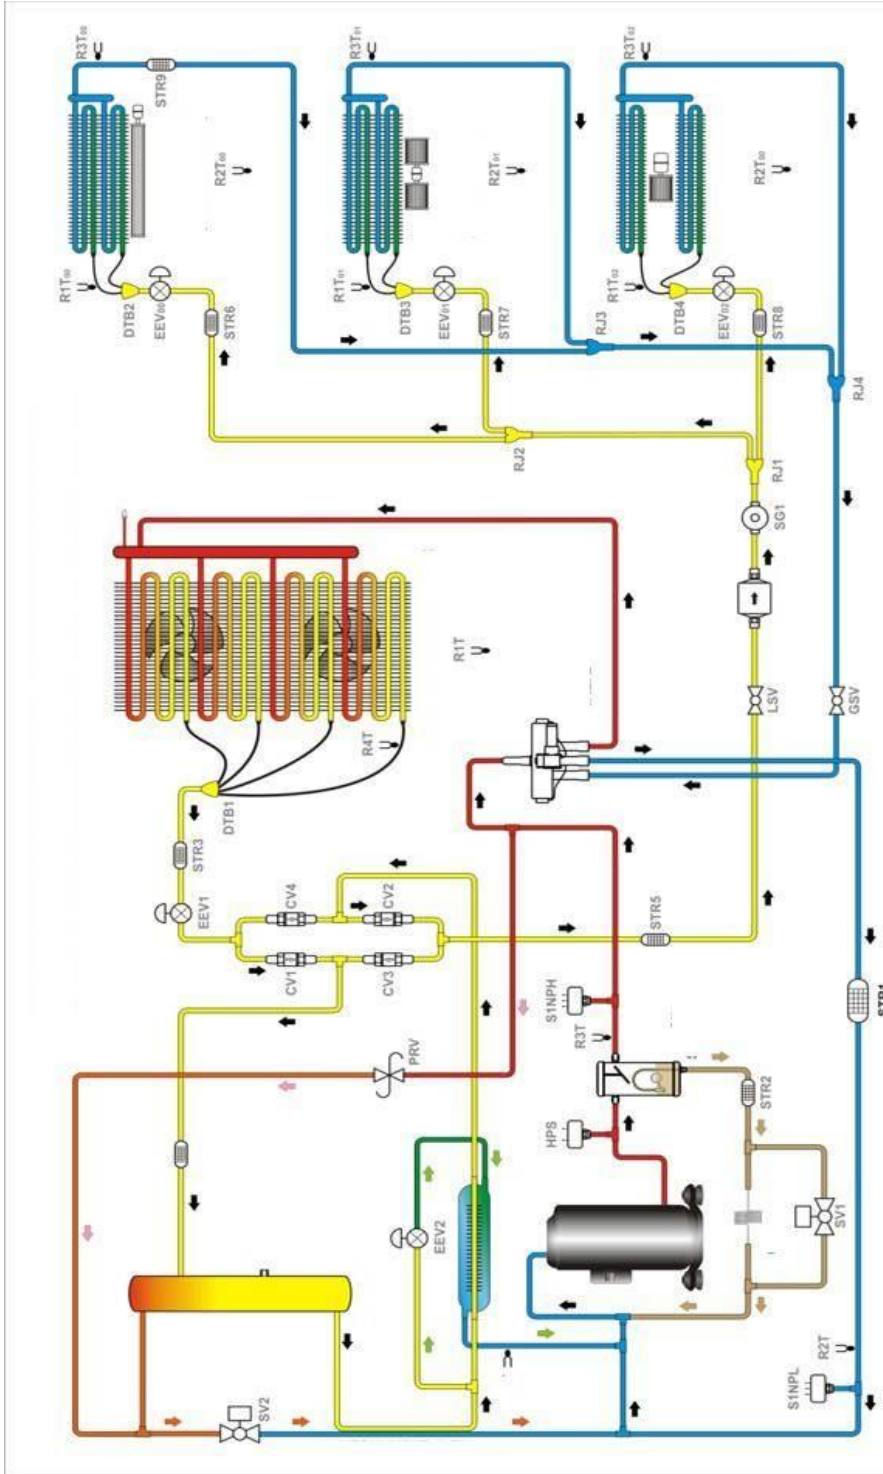 R3T00
STR9
R3T01
R3T02
R2T00
R2T01
R2T00
R1T00
DTB2
EEV00
STR6
R1T01
DTB3
EEV01
STR7
R1T02
DTB4
EEV02
STR8
RJ3
RJ4
RJ2
RJ1
SG1
R1T
LSV
GSV
R4T
DTB1
STR3
EEV1
CV4
CV2
CV1
CV3
STR5
STR1
S1NPH
R3T
PRV
HPS
STR2
EEV2
SV1
SV2
R2T
S1NPL